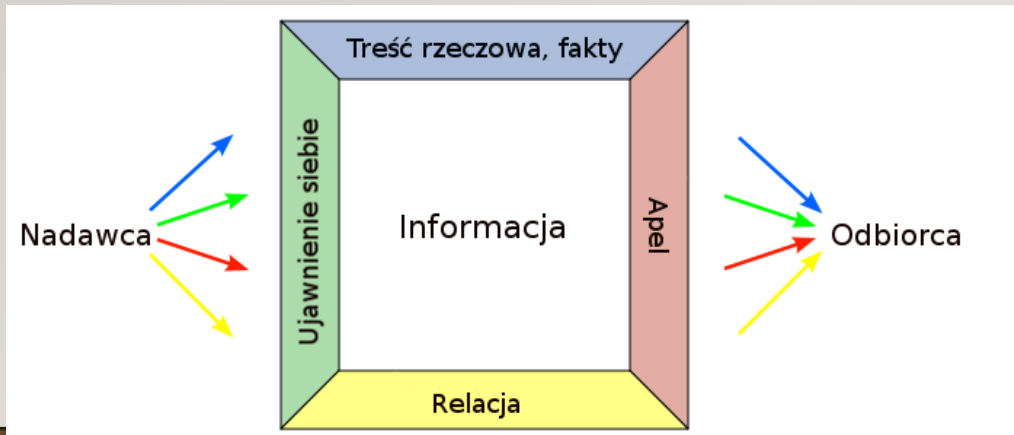 Treść rzeczowa, fakty
Nadawca
Ujawnienie siebie
Informacja
Apel
Odbiorca
Relacja